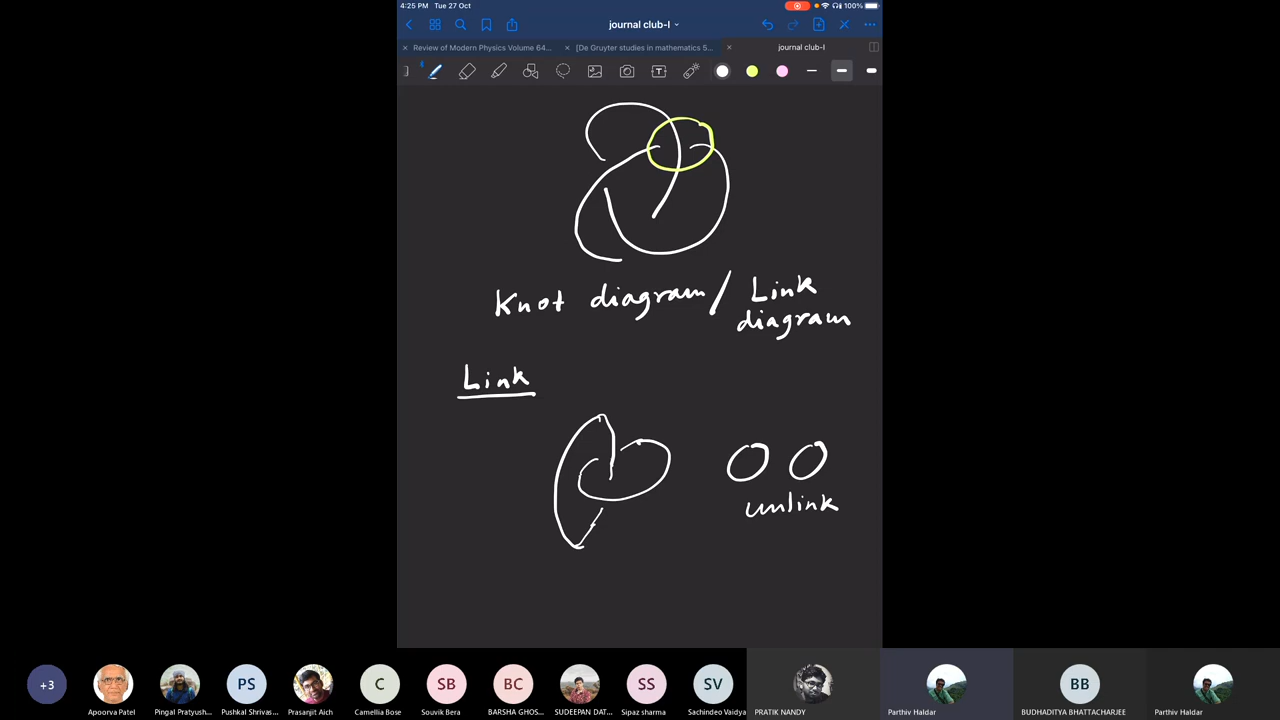 4:25 PM Tue 27 Oct
100%
journal club-I
Review of Modern Physics Volume 64...
[De Gruyter studies in mathematics 5...
journal club-I
Knot diagram / Link
diagram
Link
unlink
+3
PS
C
SB
BC
SS
SV
BB
Apoorva Patel
Pingal Pratyush...
Pushkal Shrivas...
Prasanjit Aich
Camellia Bose
Souvik Bera
BARSHA GHOS...
SUDEEPAN DAT...
Sipaz sharma
Sachindeo Vaidya
PRATIK NANDY
Parthiv Haldar
BUDHADITYA BHATTACHARJEE
Parthiv Haldar